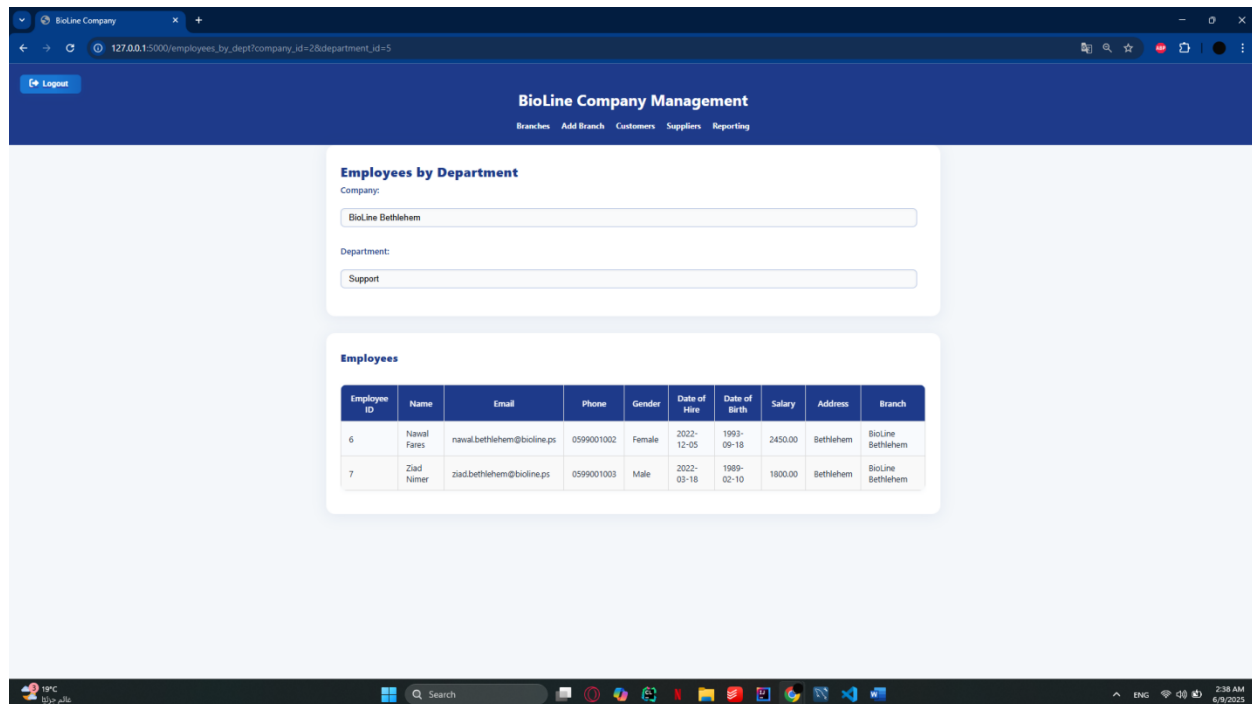 BioLine Company
127.0.0.1:5000/employees_by_dept?company_id=2&department_id=5
Logout
BioLine Company Management
Branches Add Branch Customers Suppliers Reporting
Employees by Department
Company:
BioLine Bethlehem
Department:
Support
Employees
Employee ID Name Email Phone Gender Date of Hire Date of Birth Salary Address Branch
6 Nawal Fares nawal.bethlehem@bioline.ps 0599001002 Female 2022-12-05 1993-09-18 2450.00 Bethlehem BioLine Bethlehem
7 Ziad Nimer ziad.bethlehem@bioline.ps 0599001003 Male 2022-03-18 1989-02-10 1800.00 Bethlehem BioLine Bethlehem
3
19°C
غائم جزئيًا
Search
ENG
2:38 AM
6/9/2025